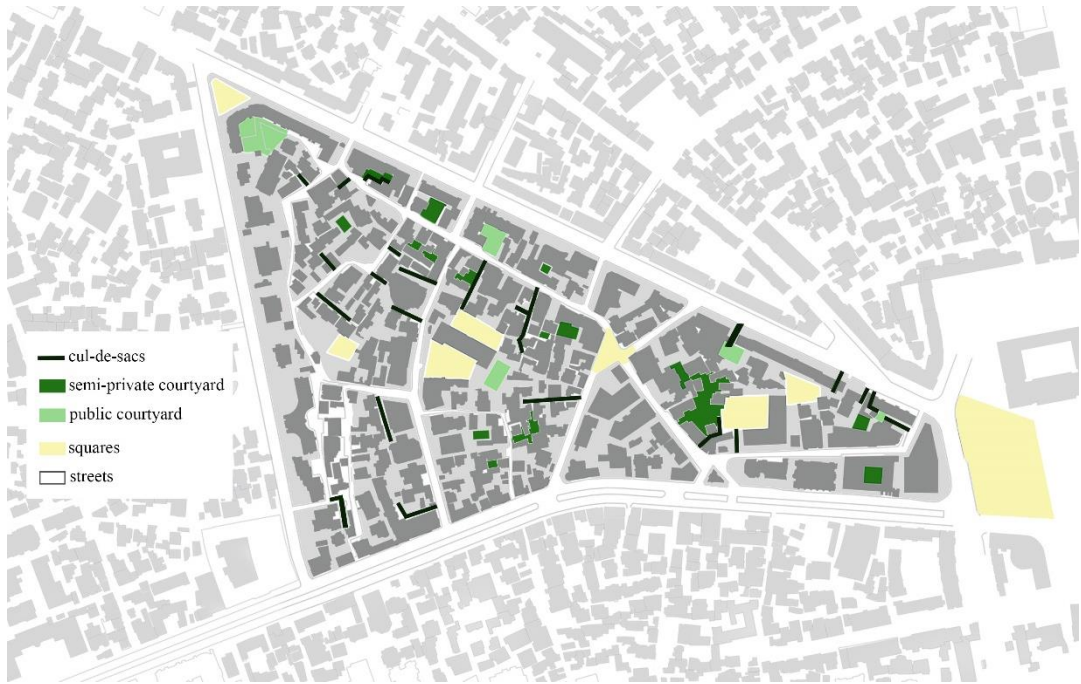 cul-de-sacs
semi-private courtyard
public courtyard
squares
streets